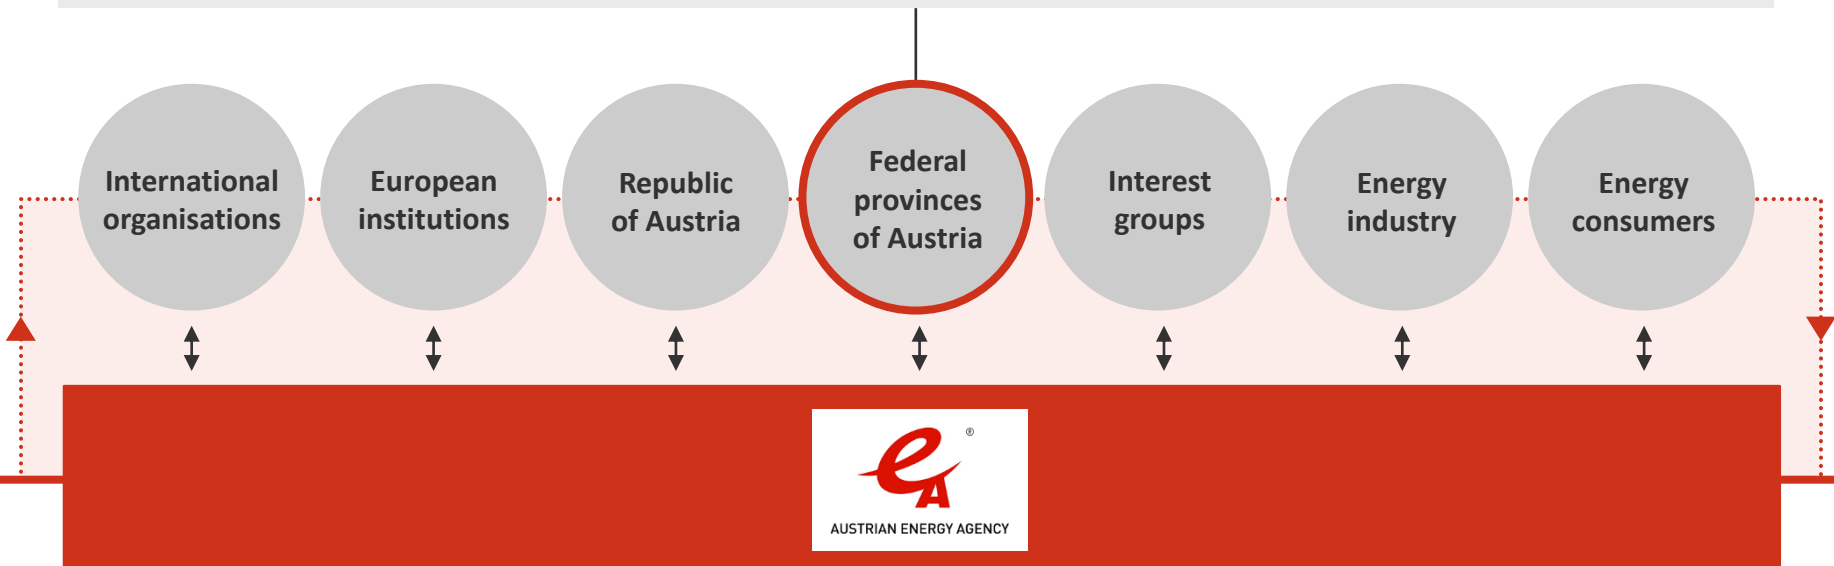 International
organisations
European
institutions
Republic
of Austria
Federal
provinces
of Austria
Interest
groups
Energy
industry
Energy
consumers
eA ®
AUSTRIAN ENERGY AGENCY